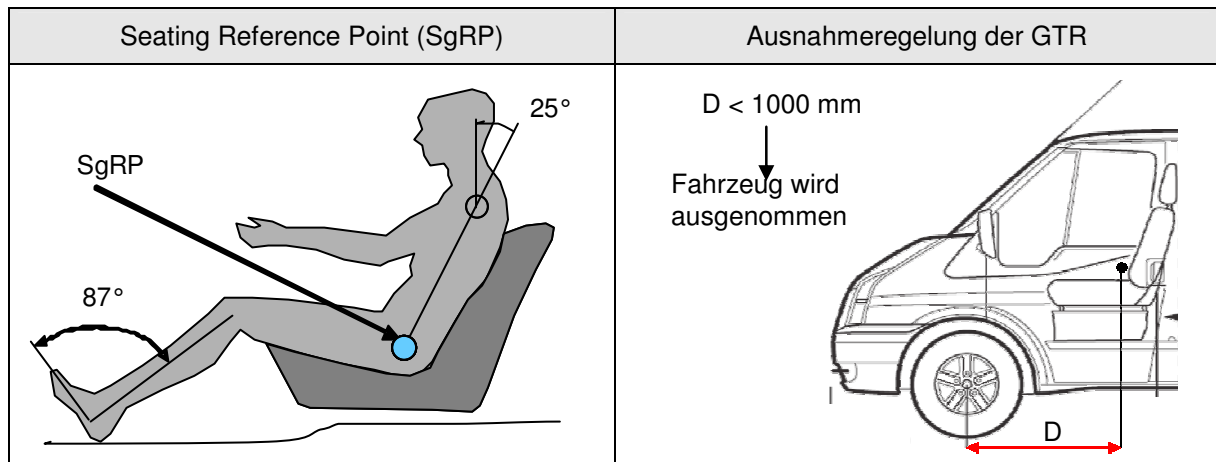 Seating Reference Point (SgRP)
Ausnahmeregelung der GTR
25°
SgRP
87°
D < 1000 mm
Fahrzeug wird
ausgenommen
D